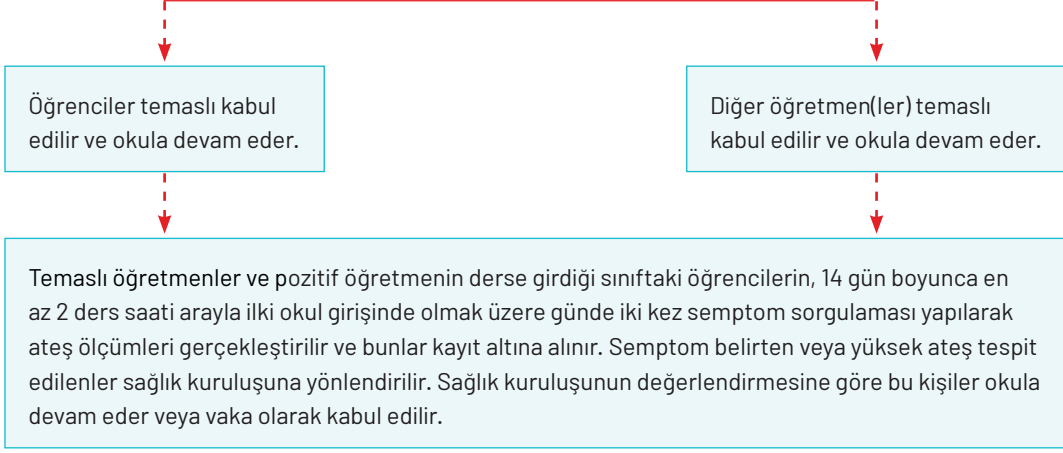 Öğrenciler temaslı kabul
edilir ve okula devam eder.
Diğer öğretmen(ler) temaslı
kabul edilir ve okula devam eder.
Temaslı öğretmenler ve pozitif öğretmenin derse girdiği sınıftaki öğrencilerin, 14 gün boyunca en
az 2 ders saati arayla ilki okul girişinde olmak üzere günde iki kez semptom sorgulaması yapılarak
ateş ölçümleri gerçekleştirilir ve bunlar kayıt altına alınır. Semptom belirten veya yüksek ateş tespit
edilenler sağlık kuruluşuna yönlendirilir. Sağlık kuruluşunun değerlendirmesine göre bu kişiler okula
devam eder veya vaka olarak kabul edilir.